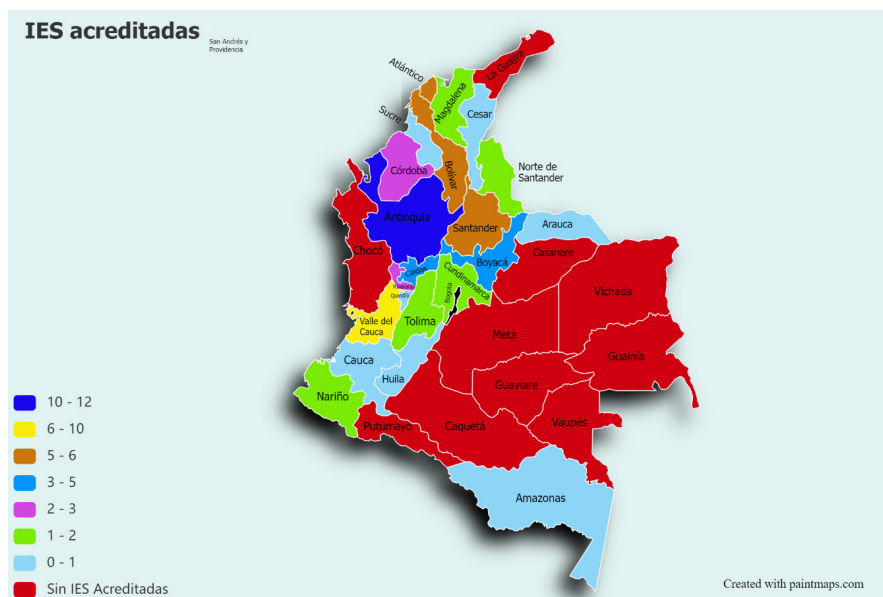 IES acreditadas
San Andrés y
Providencia
La Guajira
Atlántico
Magdalena
Cesar
Sucre
Norte de
Santander
Córdoba
Bolívar
Antioquia
Santander
Arauca
Chocó
Boyacá
Casanare
Caldas
Cundinamarca
Vichada
Bogotá
Valle del
Cauca
Tolima
Meta
Guainía
Cauca
Huila
Guaviare
Nariño
Putumayo
Caquetá
Vaupés
Amazonas
10 - 12
6 - 10
5 - 6
3 - 5
2 - 3
1 - 2
0 - 1
Sin IES Acreditadas
Created with paintmaps.com